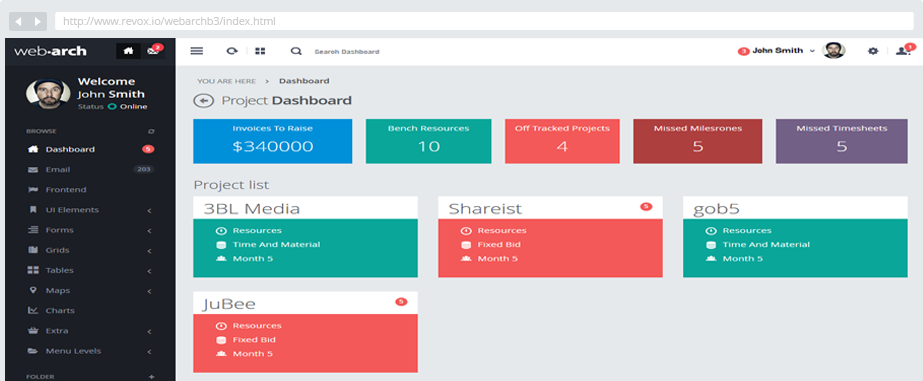 http://www.revox.io/webarchb3/index.html
web·arch
2
Search Dashboard
3
John Smith
1
Welcome
John Smith
Status Online
BROWSE
Dashboard 5
Email 203
Frontend
UI Elements
Forms
Grids
Tables
Maps
Charts
Extra
Menu Levels
FOLDER +
YOU ARE HERE > Dashboard
Project Dashboard
Invoices To Raise
$340000
Bench Resources
10
Off Tracked Projects
4
Missed Milesrones
5
Missed Timesheets
5
Project list
3BL Media
Resources
Time And Material
Month 5
Shareist 5
Resources
Fixed Bid
Month 5
gob5
Resources
Time And Material
Month 5
JuBee 5
Resources
Fixed Bid
Month 5